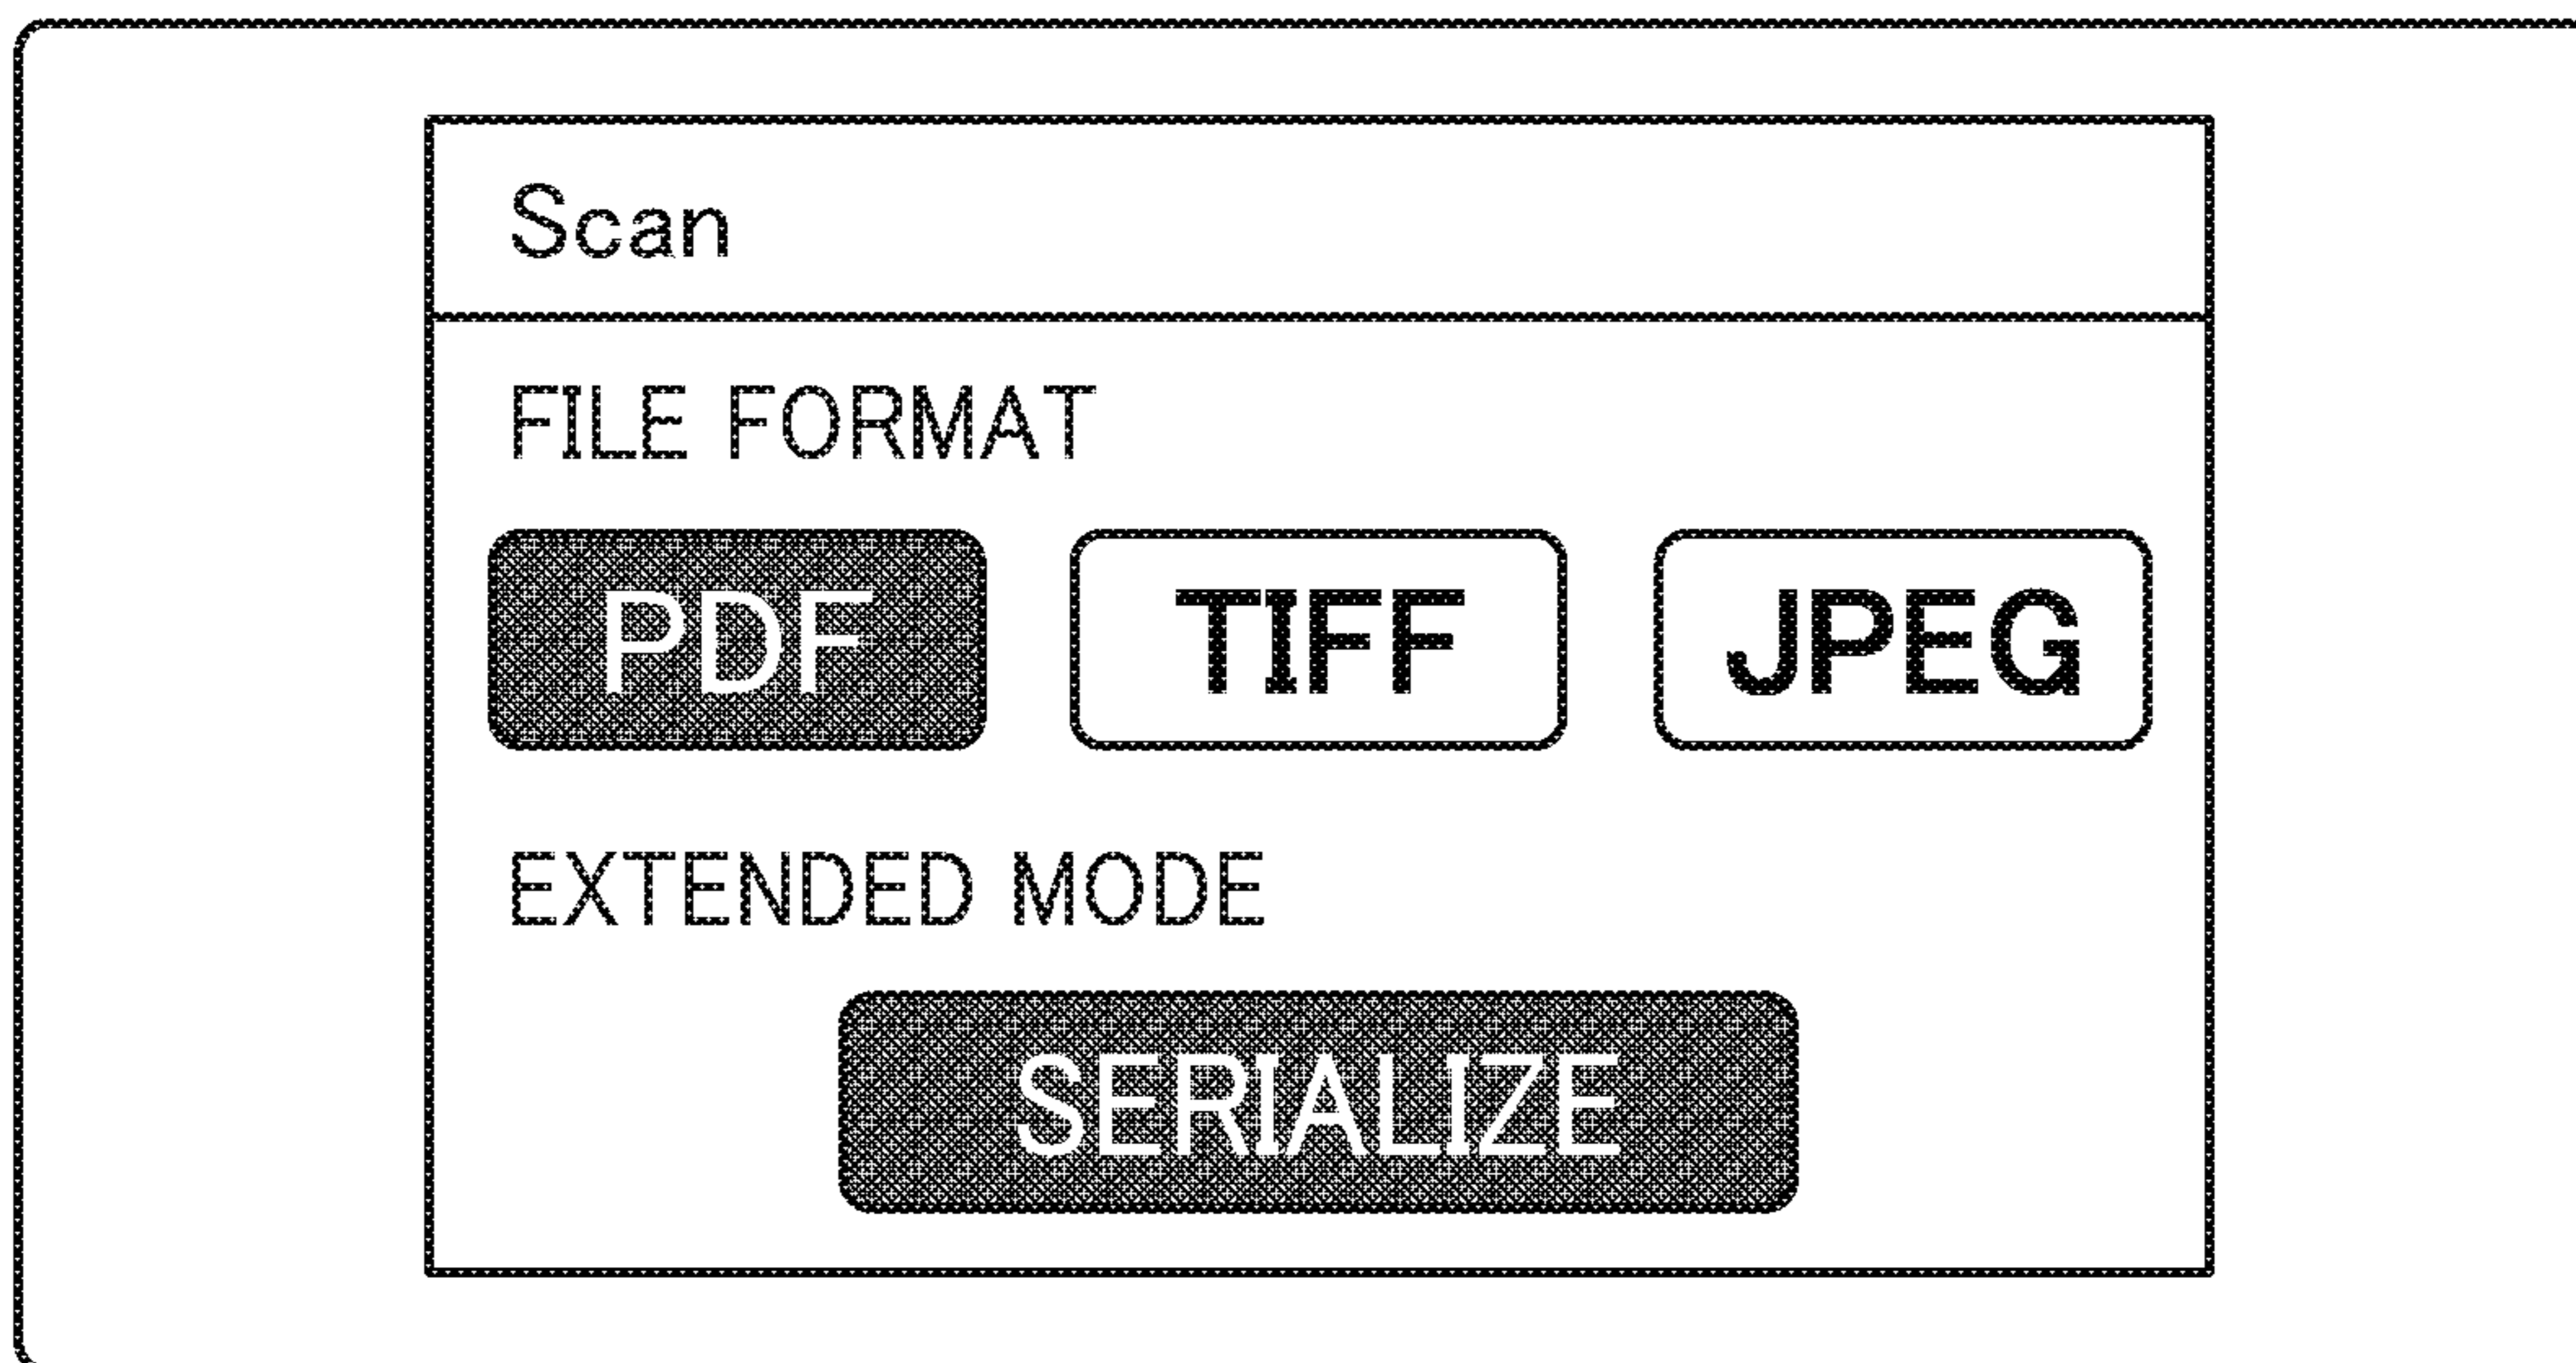 Scan
FILE FORMAT
PDF TIFF JPEG
EXTENDED MODE
SERIALIZE